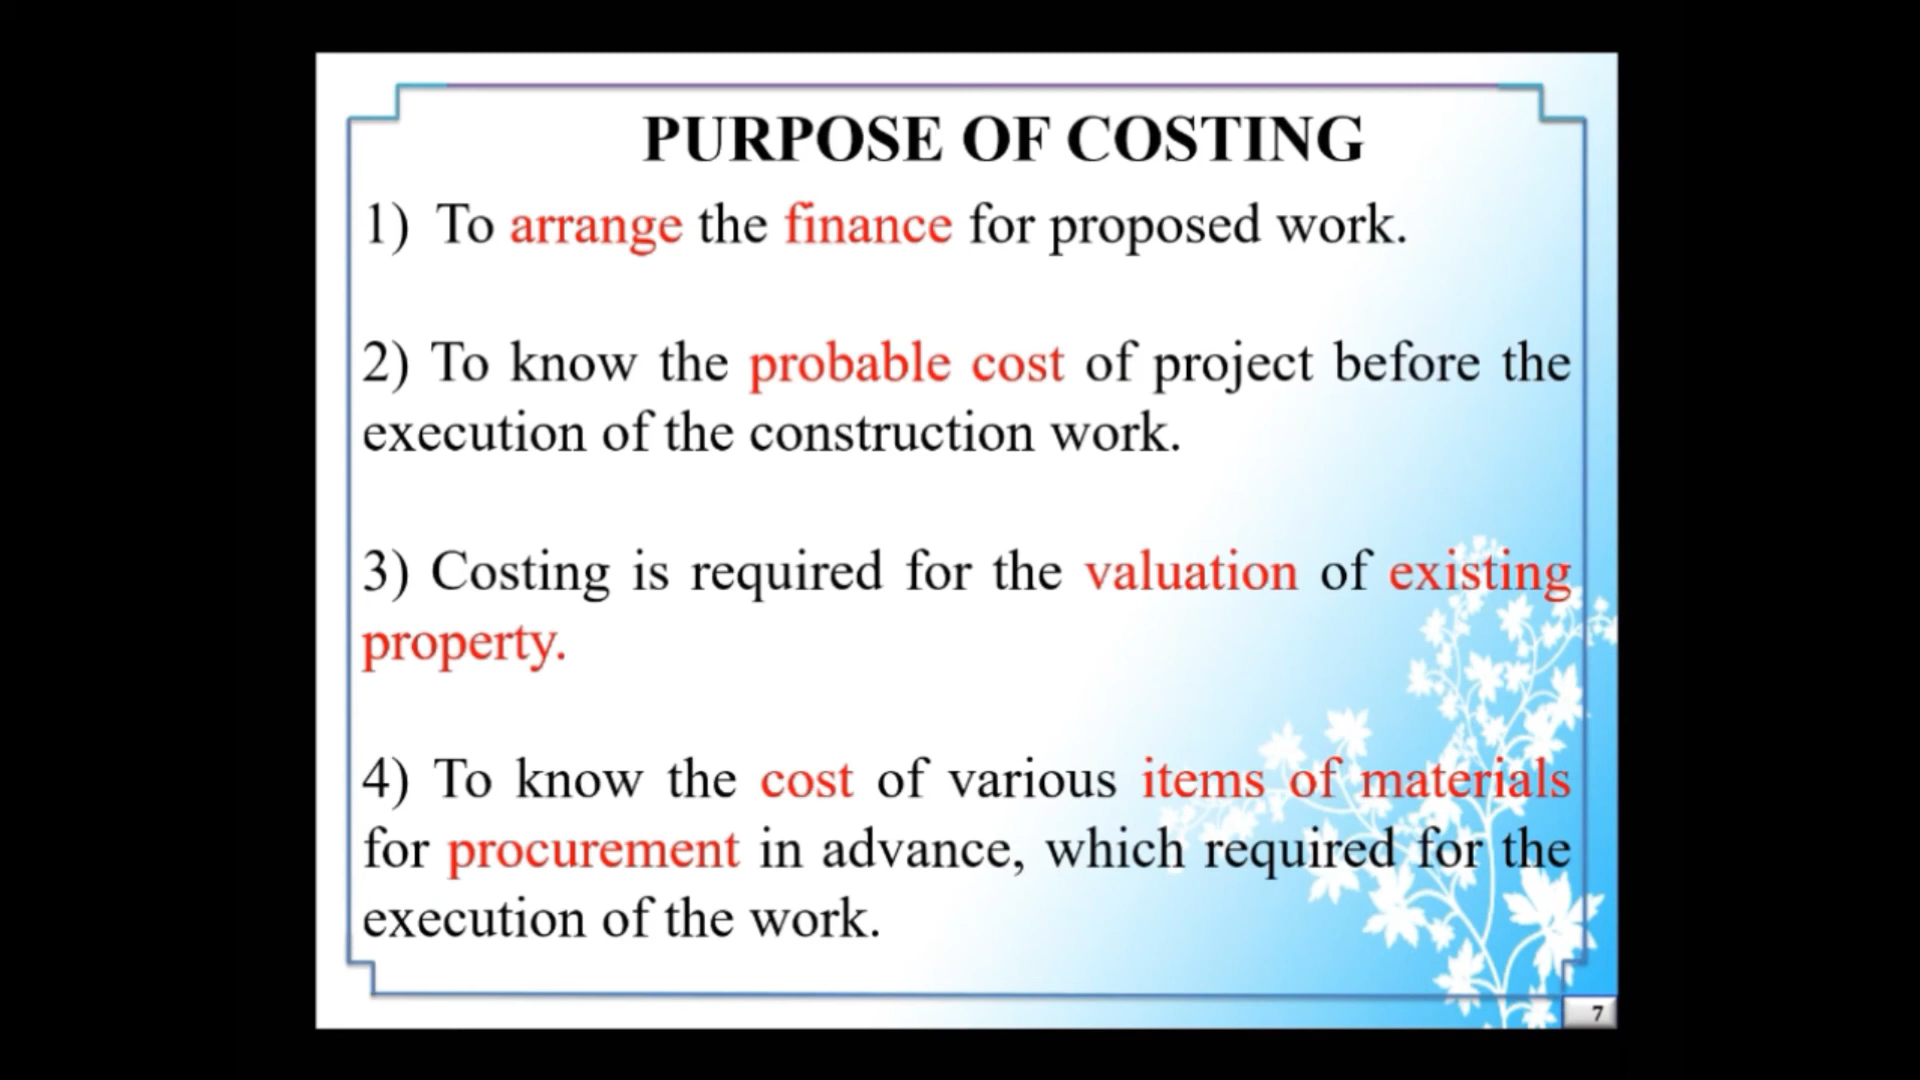 PURPOSE OF COSTING
1) To arrange the finance for proposed work.
2) To know the probable cost of project before the
execution of the construction work.
3) Costing is required for the valuation of existing
property.
4) To know the cost of various items of materials
for procurement in advance, which required for the
execution of the work.
7